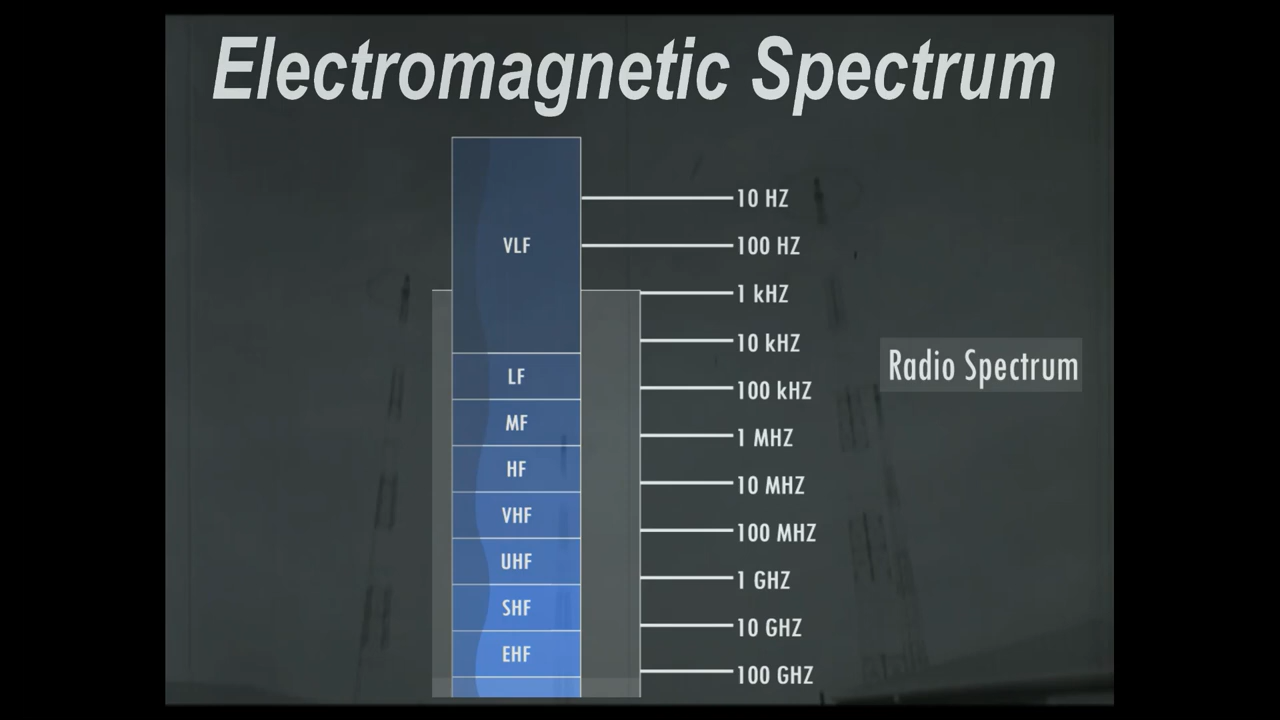 Electromagnetic Spectrum
10 HZ
VLF
100 HZ
1 kHZ
10 kHZ
Radio Spectrum
LF
100 kHZ
MF
1 MHZ
HF
10 MHZ
VHF
100 MHZ
UHF
1 GHZ
SHF
10 GHZ
EHF
100 GHZ